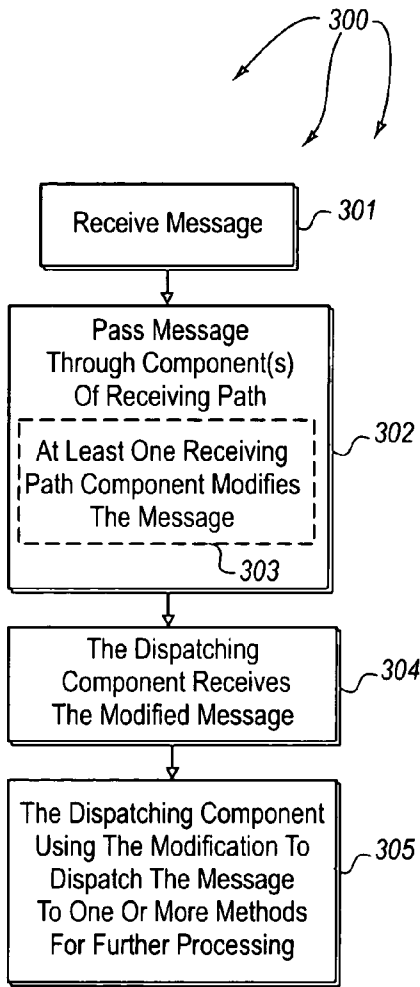 300
Receive Message
301
Pass Message
Through Component(s)
Of Receiving Path
302
At Least One Receiving
Path Component Modifies
The Message
303
The Dispatching
Component Receives
The Modified Message
304
The Dispatching Component
Using The Modification To
Dispatch The Message
To One Or More Methods
For Further Processing
305